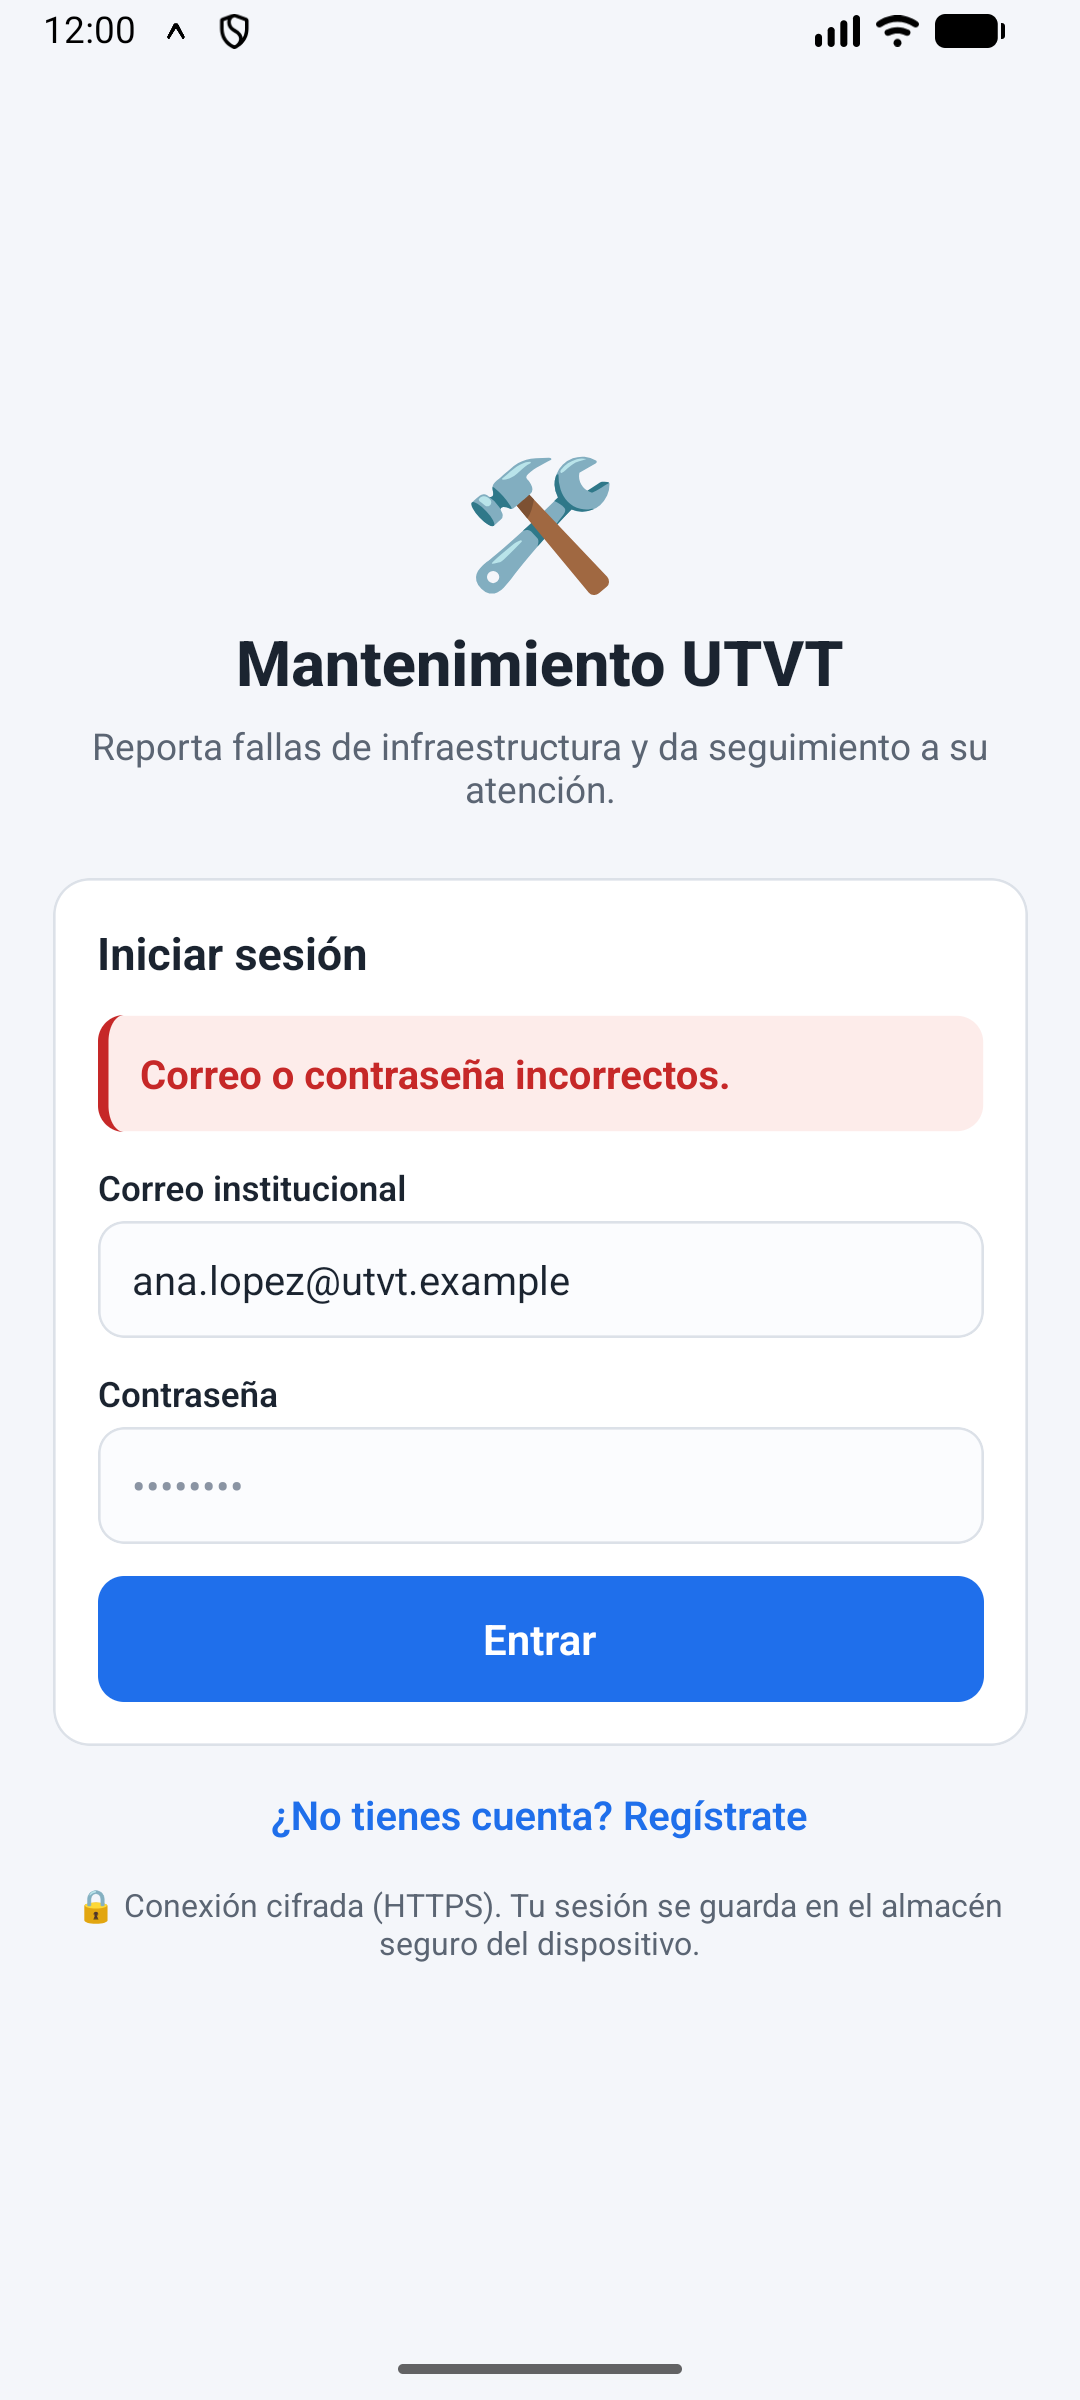 12:00
Mantenimiento UTVT
Reporta fallas de infraestructura y da seguimiento a su
atención.
Iniciar sesión
Correo o contraseña incorrectos.
Correo institucional
ana.lopez@utvt.example
Contraseña
••••••••
Entrar
¿No tienes cuenta? Regístrate
🔒 Conexión cifrada (HTTPS). Tu sesión se guarda en el almacén
seguro del dispositivo.